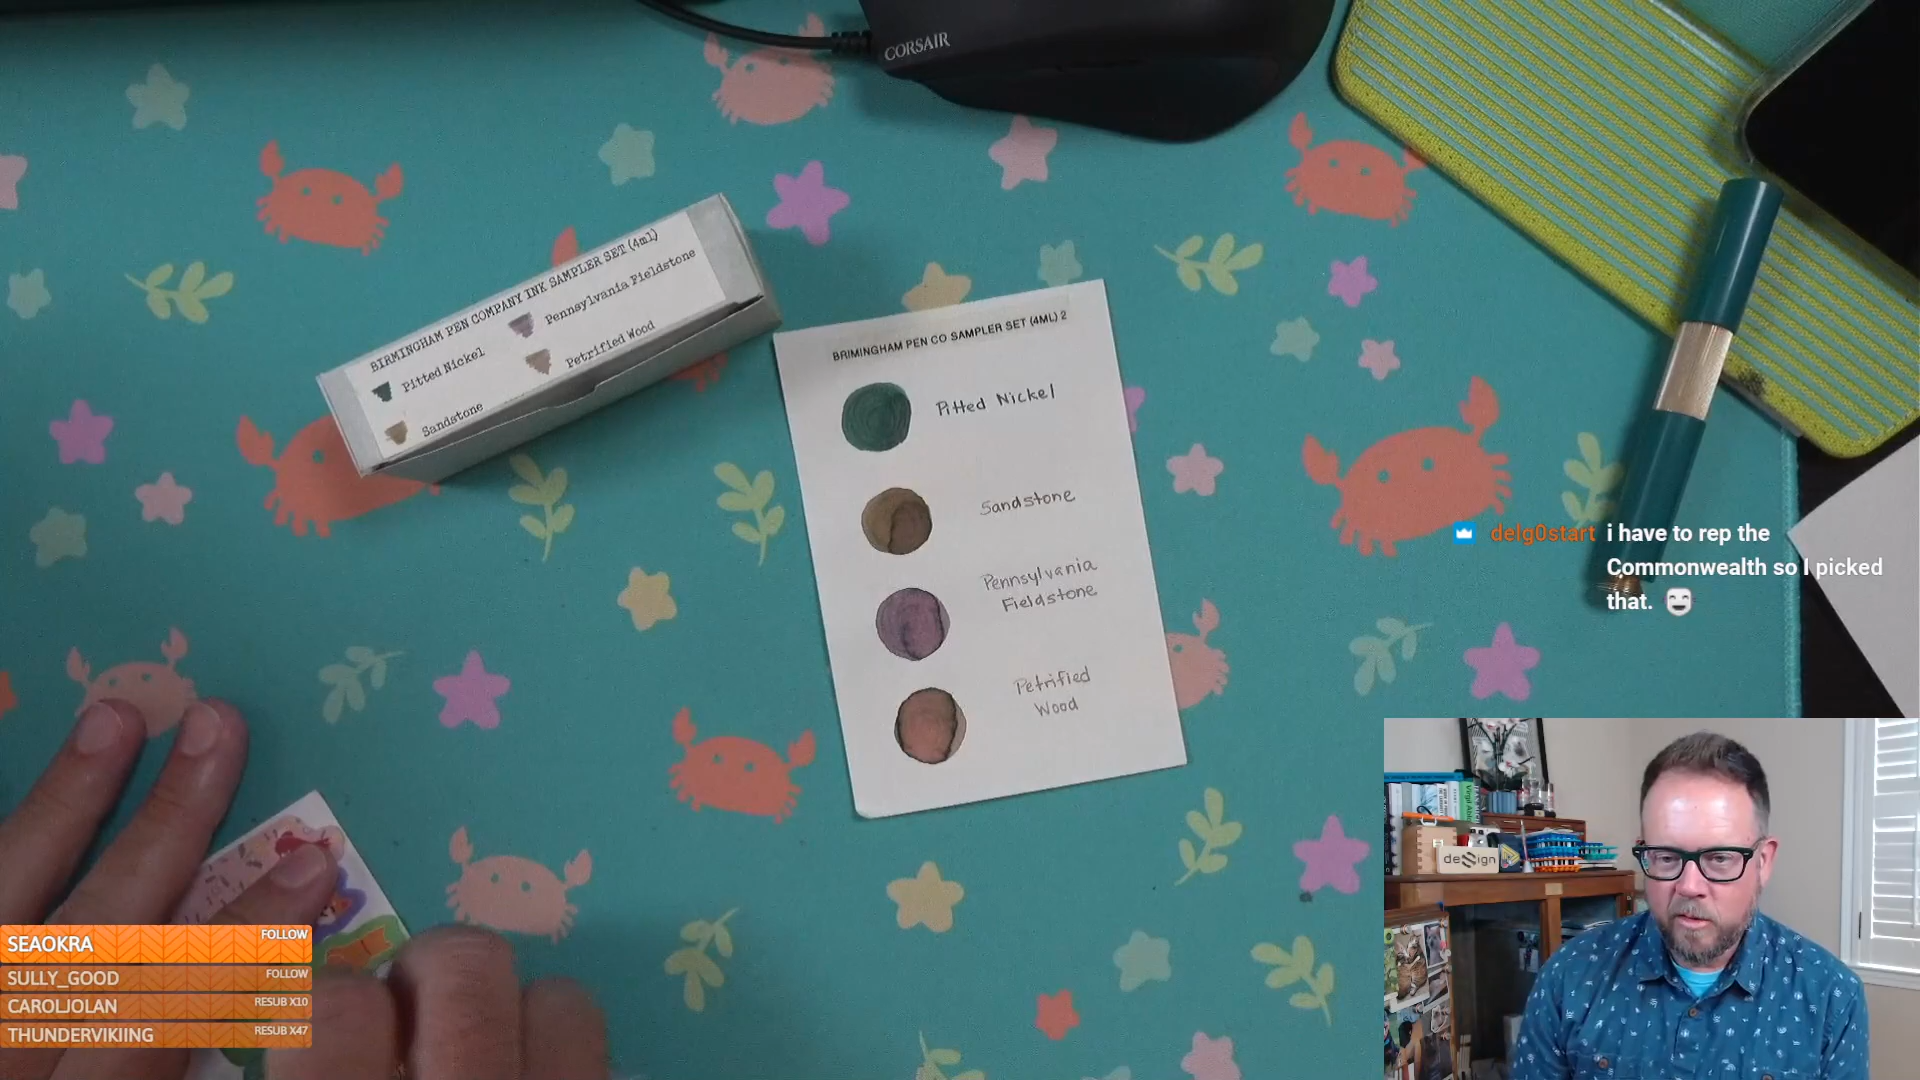 CORSAIR
BIRMINGHAM PEN COMPANY INK SAMPLER SET (4ml)
Pitted Nickel
Pennsylvania Fieldstone
Sandstone
Petrified Wood
BRIMINGHAM PEN CO SAMPLER SET (4ML) 2
Pitted Nickel
Sandstone
Pennsylvania
Fieldstone
Petrified
Wood
delg0start i have to rep the
Commonwealth so I picked
that.
SEAOKRA FOLLOW
SULLY_GOOD FOLLOW
CAROLJOLAN RESUB X10
THUNDERVIKIING RESUB X47